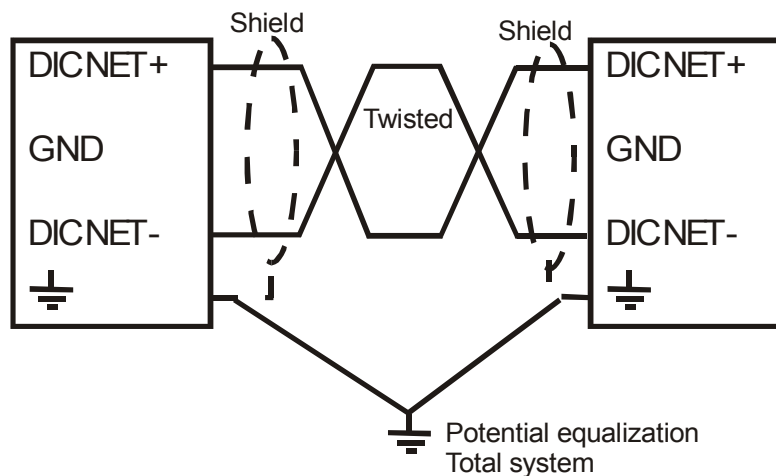 Shield
Shield
DICNET+
DICNET+
Twisted
GND
GND
DICNET-
DICNET-
Potential equalization
Total system